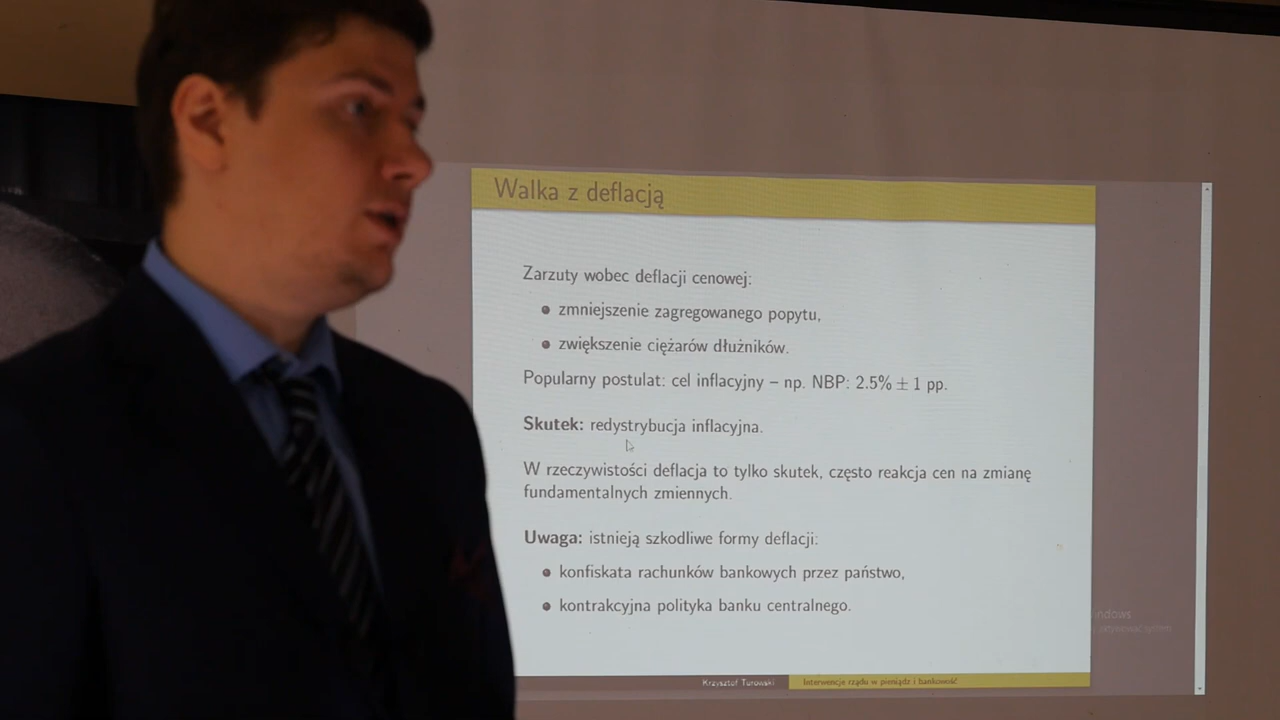 Walka z deflacją
Zarzuty wobec deflacji cenowej:
zmniejszenie zagregowanego popytu,
zwiększenie ciężarów dłużników.
Popularny postulat: cel inflacyjny – np. NBP: 2.5% ± 1 pp.
Skutek: redystrybucja inflacyjna.
W rzeczywistości deflacja to tylko skutek, często reakcja cen na zmianę
fundamentalnych zmiennych.
Uwaga: istnieją szkodliwe formy deflacji:
konfiskata rachunków bankowych przez państwo,
kontrakcyjna polityka banku centralnego.
Krzysztof Turowski
Interwencje rządu w pieniądz i bankowość